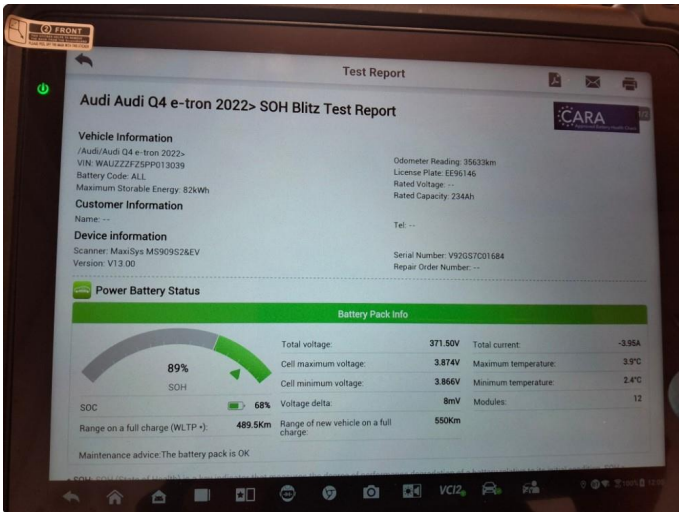 ② FRONT
Test Report
Audi Audi Q4 e-tron 2022> SOH Blitz Test Report
CARA
1/2
Vehicle Information
/Audi/Audi Q4 e-tron 2022>
VIN: WAUZZZFZ5PP013039
Battery Code: ALL
Maximum Storable Energy: 82kWh
Odometer Reading: 35633km
License Plate: EE96146
Rated Voltage: --
Rated Capacity: 234Ah
Customer Information
Name: --
Tel: --
Device information
Scanner: MaxiSys MS909S2&EV
Version: V13.00
Serial Number: V92GS7C01684
Repair Order Number: --
Power Battery Status
Battery Pack Info
89%
SOH
SOC 68%
Range on a full charge (WLTP •): 489.5Km
Total voltage: 371.50V
Cell maximum voltage: 3.874V
Cell minimum voltage: 3.866V
Voltage delta: 8mV
Range of new vehicle on a full charge: 550Km
Total current: -3.95A
Maximum temperature: 3.9°C
Minimum temperature: 2.4°C
Modules: 12
Maintenance advice:The battery pack is OK
VCI2